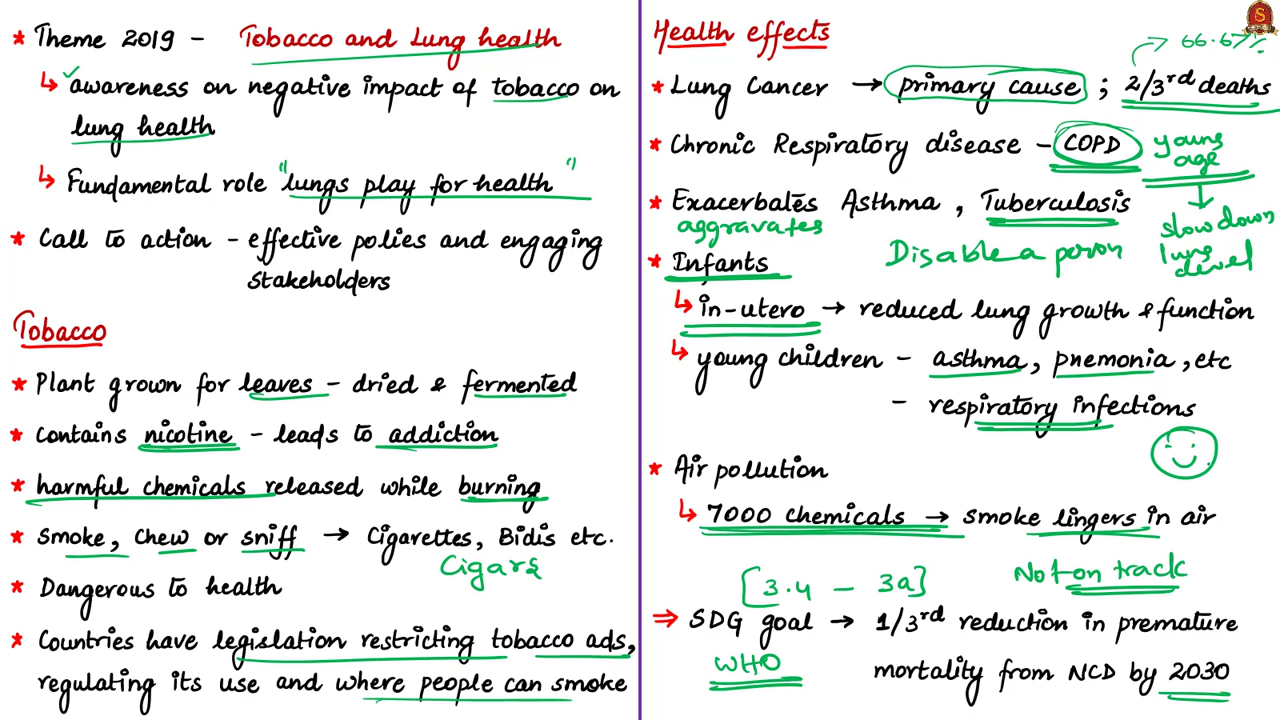 * Theme 2019 - Tobacco and Lung health
↳ awareness on negative impact of tobacco on
lung health
↳ Fundamental role "lungs play for health"
* Call to action - effective polies and engaging
stakeholders
Tobacco
* Plant grown for leaves - dried & fermented
* Contains nicotine - leads to addiction
* harmful chemicals released while burning
* Smoke, Chew or sniff → Cigarettes, Bidis etc.
Cigars
* Dangerous to health
* Countries have legislation restricting tobacco ads,
regulating its use and where people can smoke
S
Health effects
→ 66.67%
* Lung Cancer → primary cause ; 2/3rd deaths
* Chronic Respiratory disease - COPD young
age
* Exacerbates Asthma, Tuberculosis
aggravates
slow down
lung
devel
Disable a person
* Infants
↳ in-utero → reduced lung growth & function
↳ young children - asthma, pnemonia, etc
- respiratory infections
* Air pollution
↳ 7000 chemicals → smoke lingers in air
[3.4 - 3a] Not on track
⇒ SDG goal → 1/3rd reduction in premature
WHO
mortality from NCD by 2030